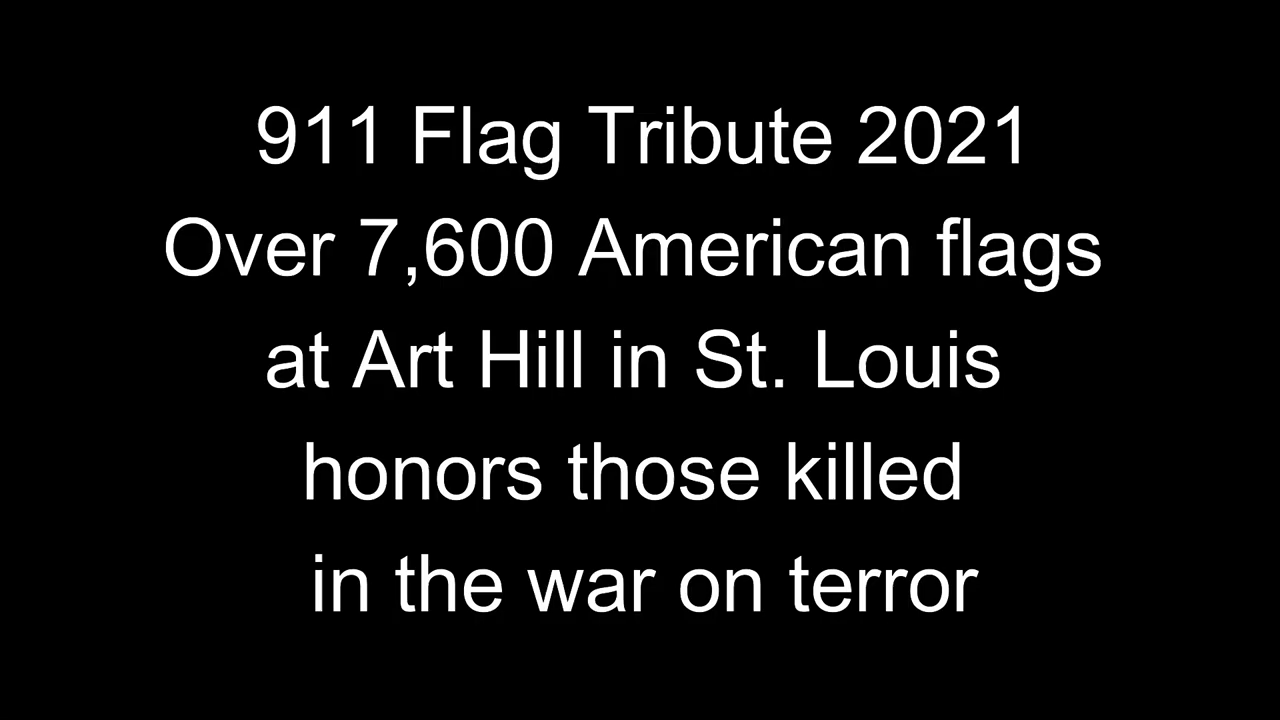 911 Flag Tribute 2021
Over 7,600 American flags
at Art Hill in St. Louis
honors those killed
in the war on terror